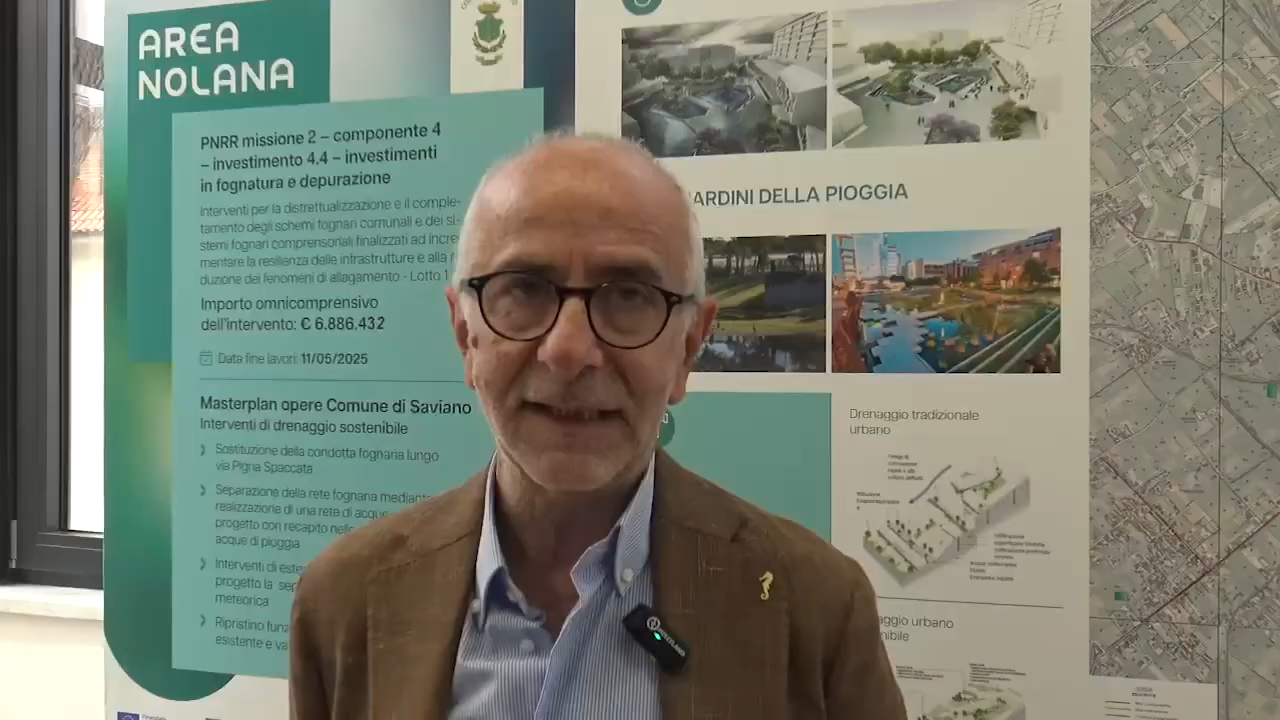 AREA
NOLANA
PNRR missione 2 – componente 4
– investimento 4.4 – investimenti
in fognatura e depurazione
Interventi per la distrettualizzazione e il comple-
tamento degli schemi fognari comunali e dei si-
stemi fognari comprensoriali finalizzati ad incre
mentare la resilienza delle infrastrutture e alla r
duzione dei fenomeni di allagamento - Lotto 1
Importo omnicomprensivo
dell'intervento: € 6.886.432
Data fine lavori: 11/05/2025
Masterplan opere Comune di Saviano
Interventi di drenaggio sostenibile
Sostituzione della condotta fognaria lungo
via Pigna Spaccata
Separazione della rete fognaria mediante
realizzazione di una rete di acque
progetto con recapito nelle
acque di pioggia
Interventi di este
progetto la sep
meteorica
Ripristino funz
esistente e va
ARDINI DELLA PIOGGIA
Drenaggio tradizionale
urbano
aggio urbano
nibile